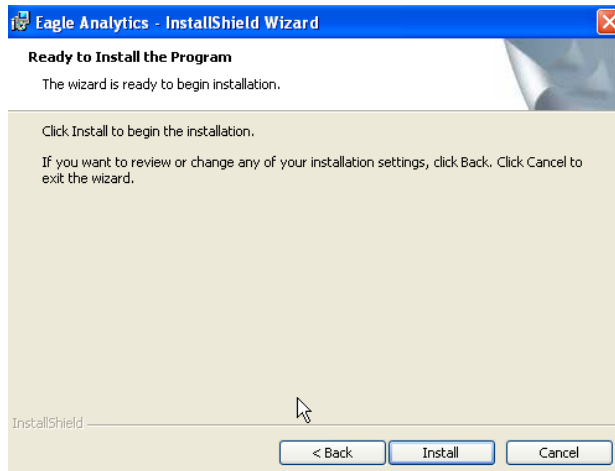 Eagle Analytics - InstallShield Wizard
Ready to Install the Program
The wizard is ready to begin installation.
Click Install to begin the installation.
If you want to review or change any of your installation settings, click Back. Click Cancel to
exit the wizard.
InstallShield
< Back Install Cancel